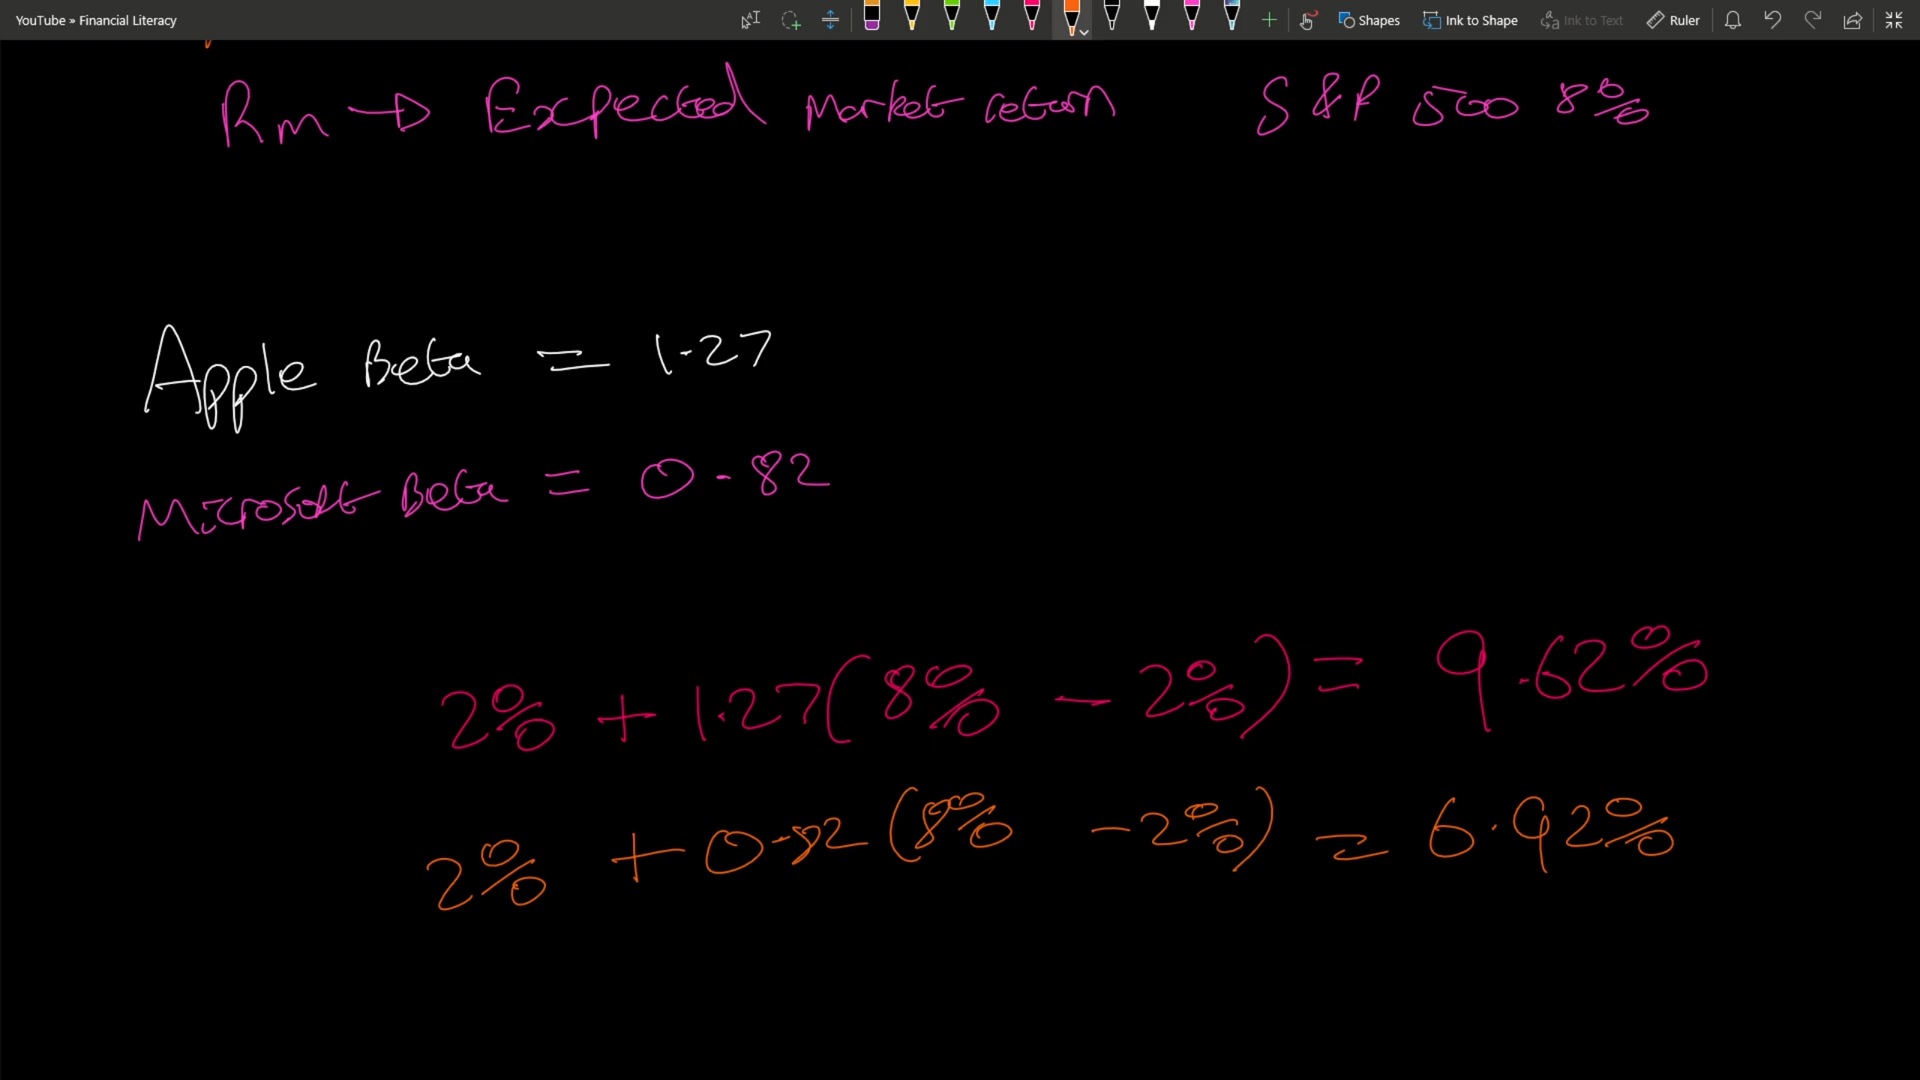 YouTube » Financial Literacy Shapes Ink to Shape Ink to Text Ruler
Rm → Expected Market return S&P 500 8%
Apple Beta = 1.27
Microsoft Beta = 0.82
2% + 1.27(8% - 2%) = 9.62%
2% + 0.82 (8% - 2%) = 6.92%